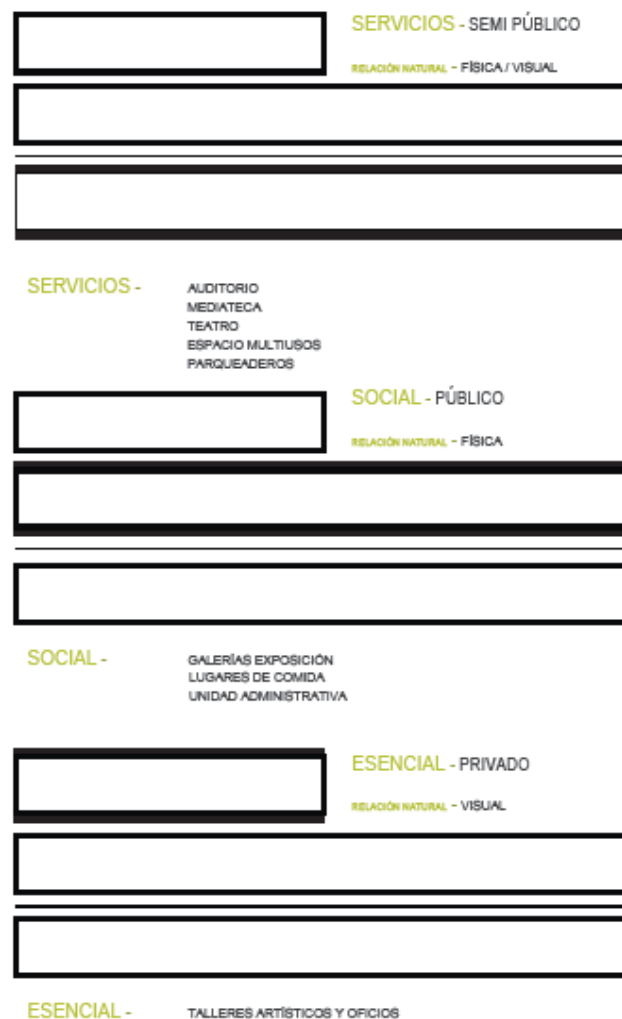 SERVICIOS - SEMI PÚBLICO
RELACIÓN NATURAL - FÍSICA / VISUAL
SERVICIOS - AUDITORIO
MEDIATECA
TEATRO
ESPACIO MULTIUSOS
PARQUEADEROS
SOCIAL - PÚBLICO
RELACIÓN NATURAL - FÍSICA
SOCIAL - GALERÍAS EXPOSICIÓN
LUGARES DE COMIDA
UNIDAD ADMINISTRATIVA
ESENCIAL - PRIVADO
RELACIÓN NATURAL - VISUAL
ESENCIAL - TALLERES ARTÍSTICOS Y OFICIOS